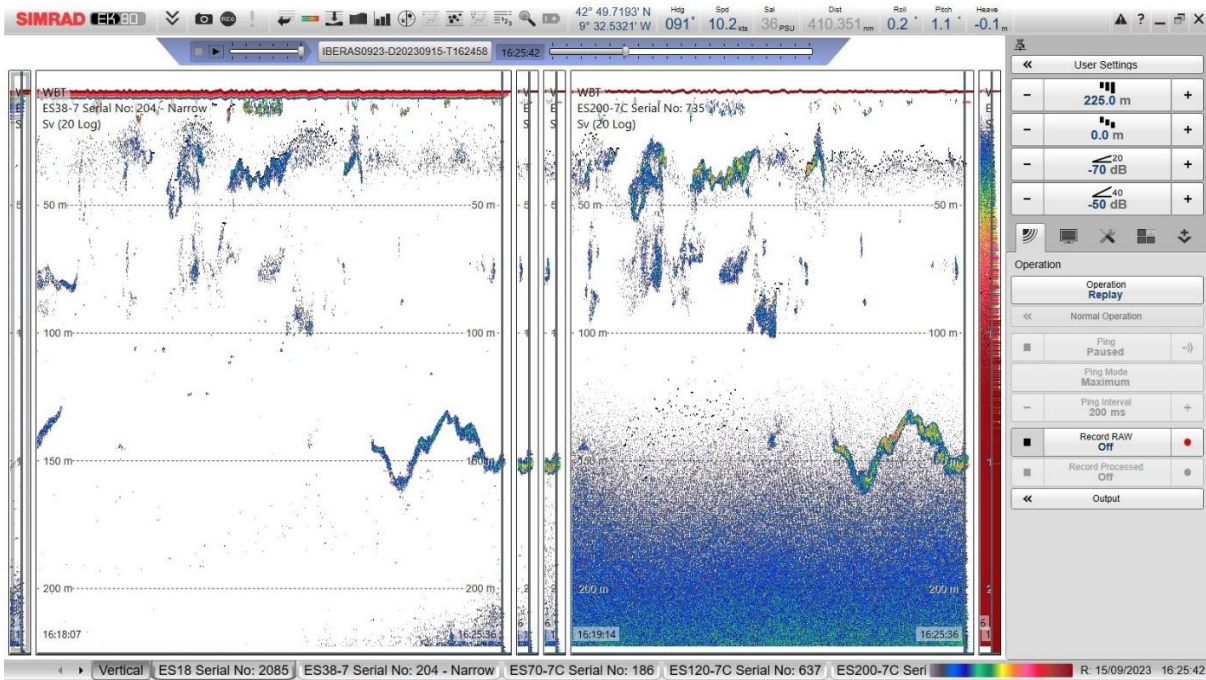 SIMRAD EK80
42° 49.7193' N
9° 32.5321' W
Hdg
091°
Spd
10.2 kts
Sal
36 PSU
Dist
410.351 nm
Roll
0.2 °
Pitch
1.1 °
Heave
-0.1 m
IBERAS0923-D20230915-T162458
16:25:42
WBT
ES38-7 Serial No: 204 - Narrow
Sv (20 Log)
50 m
50 m
100 m
100 m
150 m
150 m
200 m
200 m
16:18:07
16:25:36
WBT
ES200-7C Serial No: 735
Sv (20 Log)
50 m
50 m
100 m
100 m
150 m
200 m
200 m
16:19:14
16:25:36
User Settings
225.0 m
0.0 m
20
-70 dB
40
-50 dB
Operation
Operation
Replay
Normal Operation
Ping
Paused
Ping Mode
Maximum
Ping Interval
200 ms
Record RAW
Off
Record Processed
Off
Output
Vertical
ES18 Serial No: 2085
ES38-7 Serial No: 204 - Narrow
ES70-7C Serial No: 186
ES120-7C Serial No: 637
ES200-7C Seri
R: 15/09/2023 16:25:42